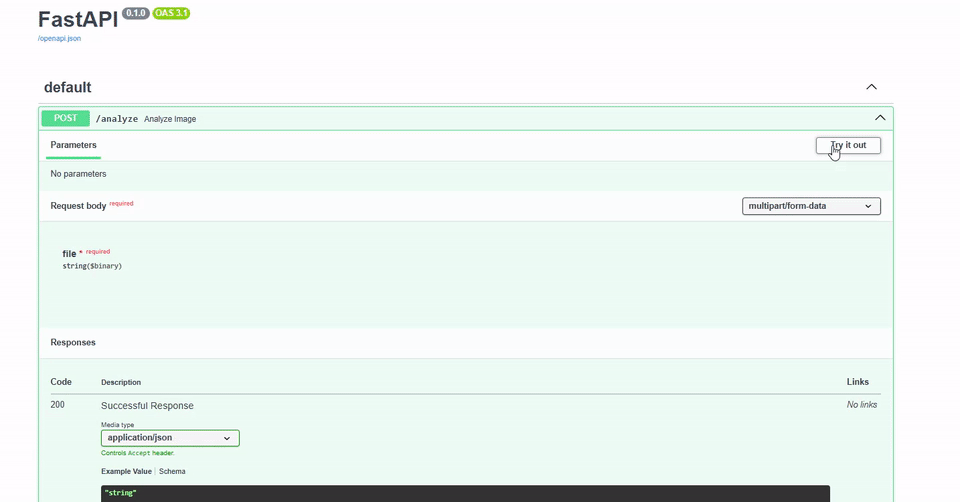 FastAPI 0.1.0 OAS 3.1
/openapi.json
default
POST /analyze Analyze Image
Parameters
Try it out
No parameters
Request body required
multipart/form-data
file * required
string($binary)
Responses
Code Description Links
200 Successful Response No links
Media type
application/json
Controls Accept header.
Example Value | Schema
"string"